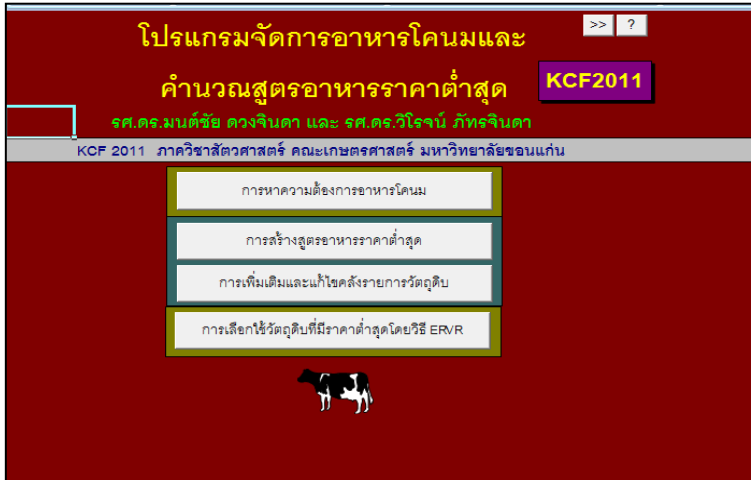 โปรแกรมจัดการอาหารโคนมและ
>> ?
คำนวณสูตรอาหารราคาต่ำสุด
KCF2011
รศ.ดร.มนต์ชัย ดวงจินดา และ รศ.ดร.วิโรจน์ ภัทรจินดา
KCF 2011 ภาควิชาสัตวศาสตร์ คณะเกษตรศาสตร์ มหาวิทยาลัยขอนแก่น
การหาความต้องการอาหารโคนม
การสร้างสูตรอาหารราคาต่ำสุด
การเพิ่มเติมและแก้ไขคลังรายการวัตถุดิบ
การเลือกใช้วัตถุดิบที่มีราคาต่ำสุดโดยวิธี ERVR